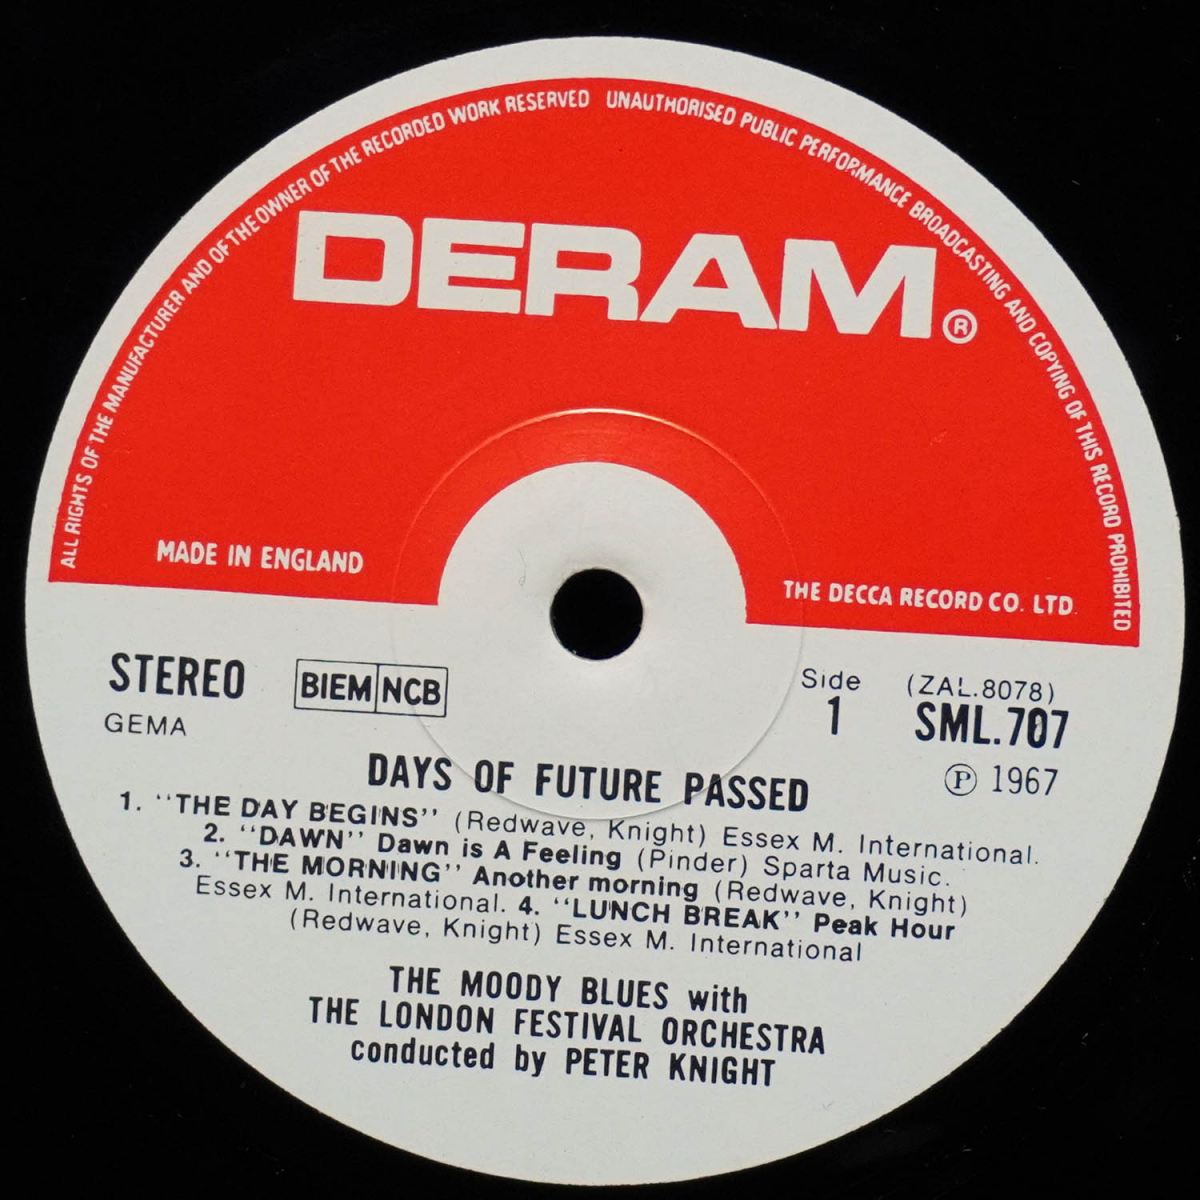 ALL RIGHTS OF THE MANUFACTURER AND OF THE OWNER OF THE RECORDED WORK RESERVED UNAUTHORISED PUBLIC PERFORMANCE BROADCASTING AND COPYING OF THIS RECORD PROHIBITED
DERAM®
MADE IN ENGLAND
THE DECCA RECORD CO. LTD.
STEREO BIEM NCB Side (ZAL.8078)
GEMA 1 SML.707
℗ 1967
DAYS OF FUTURE PASSED
1. "THE DAY BEGINS" (Redwave, Knight) Essex M. International.
2. "DAWN" Dawn is A Feeling (Pinder) Sparta Music.
3. "THE MORNING" Another morning (Redwave, Knight)
Essex M. International. 4. "LUNCH BREAK" Peak Hour
(Redwave, Knight) Essex M. International
THE MOODY BLUES with
THE LONDON FESTIVAL ORCHESTRA
conducted by PETER KNIGHT